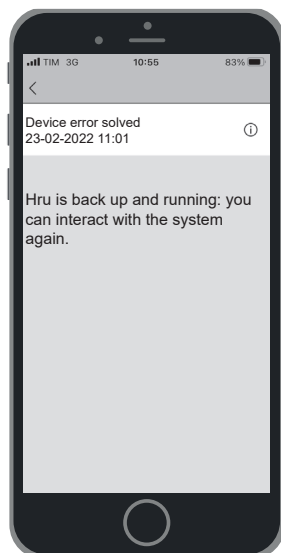 TIM 3G 10:55 83%
Device error solved
23-02-2022 11:01
Hru is back up and running: you
can interact with the system
again.